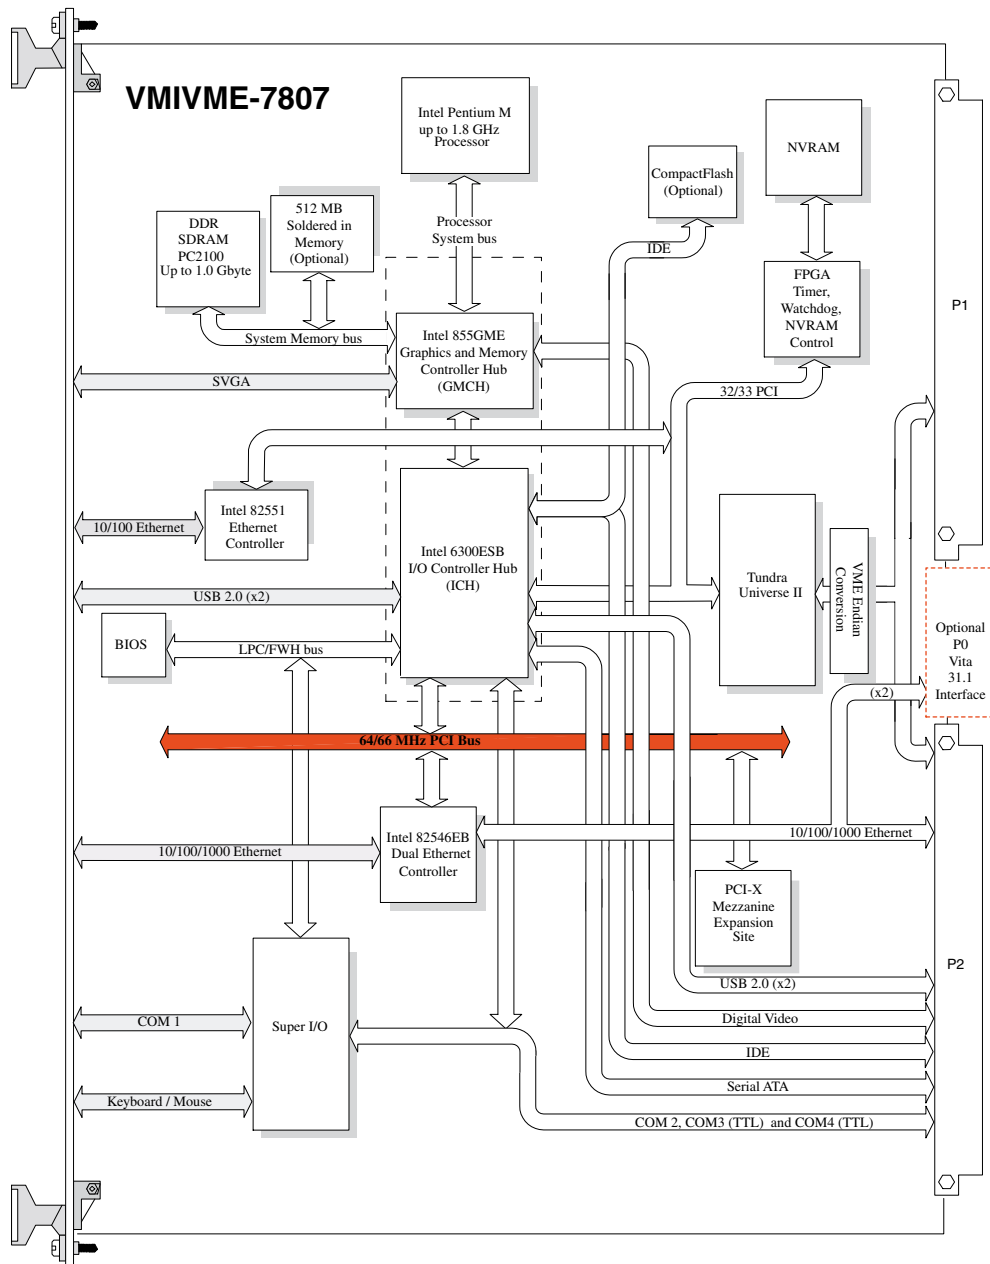 VMIVME-7807
Intel Pentium M
up to 1.8 GHz
Processor
NVRAM
CompactFlash
(Optional)
512 MB
Soldered in
Memory
(Optional)
DDR
SDRAM
PC2100
Up to 1.0 Gbyte
Processor
System bus
IDE
FPGA
Timer,
Watchdog,
NVRAM
Control
P1
System Memory bus
Intel 855GME
Graphics and Memory
Controller Hub
(GMCH)
SVGA
32/33 PCI
Intel 82551
Ethernet
Controller
10/100 Ethernet
Intel 6300ESB
I/O Controller Hub
(ICH)
Tundra
Universe II
VME Endian
Conversion
USB 2.0 (x2)
BIOS
LPC/FWH bus
Optional
P0
Vita
31.1
Interface
(x2)
64/66 MHz PCI Bus
10/100/1000 Ethernet
Intel 82546EB
Dual Ethernet
Controller
10/100/1000 Ethernet
PCI-X
Mezzanine
Expansion
Site
P2
USB 2.0 (x2)
Digital Video
COM 1
Super I/O
IDE
Serial ATA
Keyboard / Mouse
COM 2, COM3 (TTL) and COM4 (TTL)